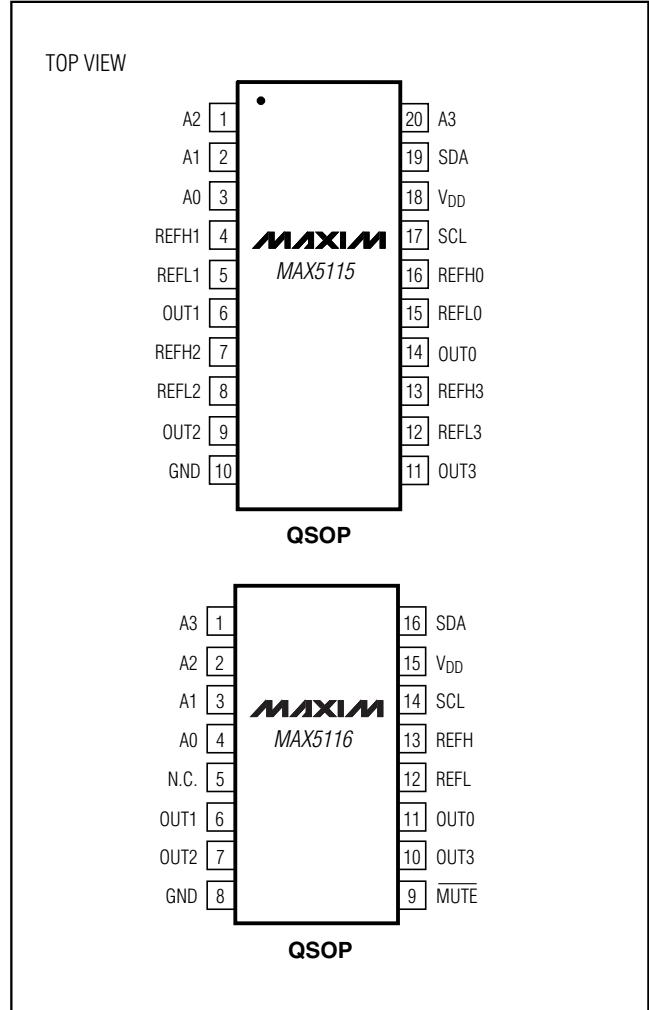 TOP VIEW
A2 1 20 A3
A1 2 19 SDA
A0 3 18 VDD
REFH1 4 MAXIM 17 SCL
REFL1 5 MAX5115 16 REFH0
OUT1 6 15 REFL0
REFH2 7 14 OUT0
REFL2 8 13 REFH3
OUT2 9 12 REFL3
GND 10 11 OUT3
QSOP
A3 1 16 SDA
A2 2 15 VDD
A1 3 MAXIM 14 SCL
A0 4 MAX5116 13 REFH
N.C. 5 12 REFL
OUT1 6 11 OUT0
OUT2 7 10 OUT3
GND 8 9 MUTE
QSOP